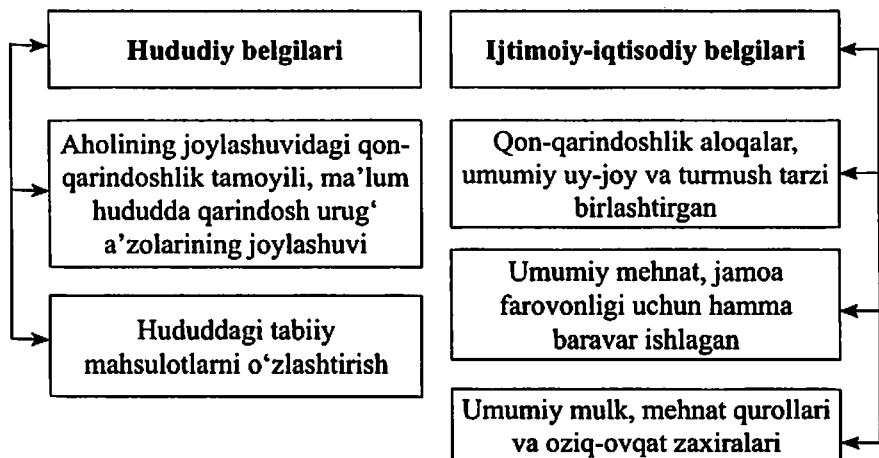 Hududiy belgilari
Aholining joylashuvidagi qon-
qarindoshlik tamoyili, ma’lum
hududda qarindosh urug‘
a’zolarining joylashuvi
Hududdagi tabiiy
mahsulotlarni o‘zlashtirish
Ijtimoiy-iqtisodiy belgilari
Qon-qarindoshlik aloqalar,
umumiy uy-joy va turmush tarzi
birlashtirgan
Umumiy mehnat, jamoa
farovonligi uchun hamma
baravar ishlagan
Umumiy mulk, mehnat qurollari
va oziq-ovqat zaxiralari